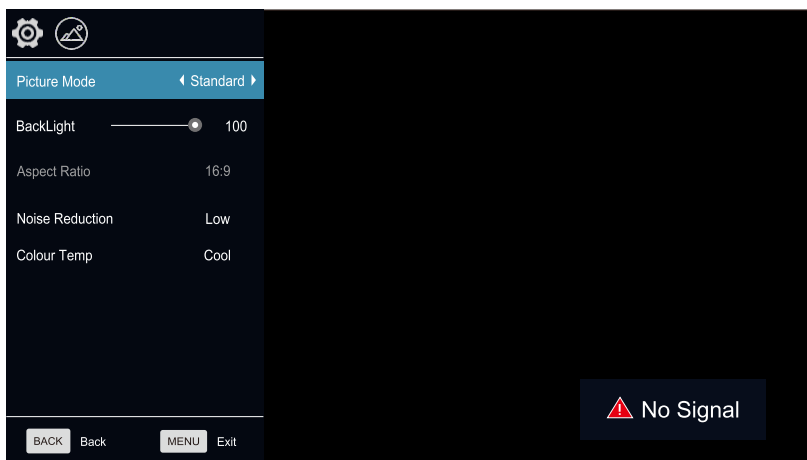 Picture Mode Standard
BackLight 100
Aspect Ratio 16:9
Noise Reduction Low
Colour Temp Cool
No Signal
BACK Back MENU Exit